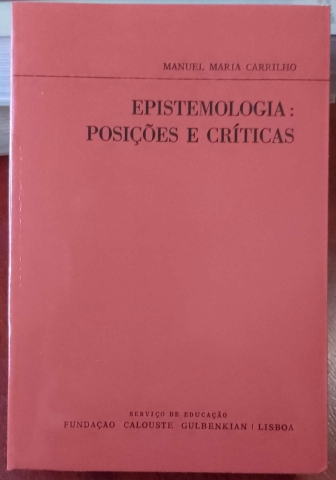 MANUEL MARIA CARRILHO
EPISTEMOLOGIA:
POSIÇÕES E CRÍTICAS
SERVIÇO DE EDUCAÇÃO
FUNDAÇÃO CALOUSTE GULBENKIAN / LISBOA